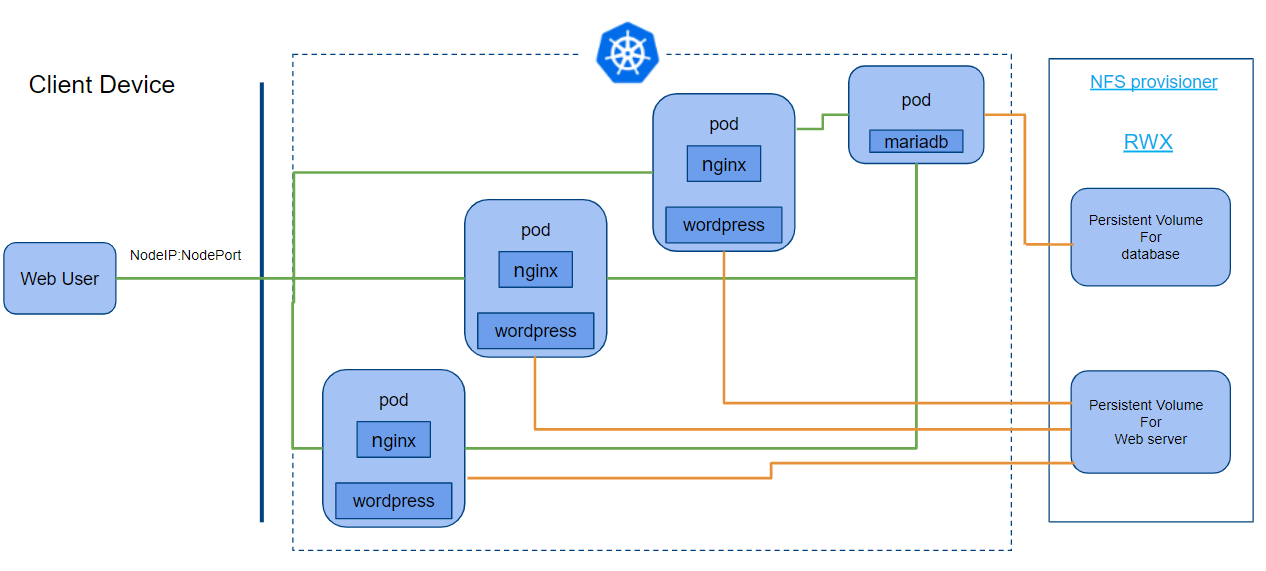 Client Device
Web User
NodeIP:NodePort
pod
nginx
wordpress
pod
nginx
wordpress
pod
nginx
wordpress
pod
mariadb
NFS provisioner
RWX
Persistent Volume
For
database
Persistent Volume
For
Web server